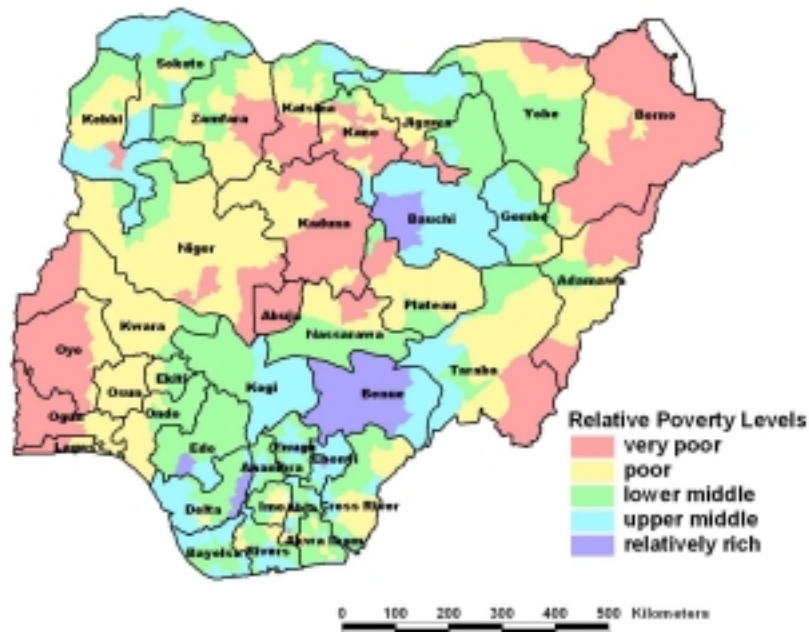 Sokoto
Kebbi
Zamfara
Katsina
Kano
Jigawa
Yobe
Borno
Kaduna
Bauchi
Gombe
Niger
Adamawa
Plateau
Abuja
Nassarawa
Kwara
Oyo
Taraba
Ekiti
Kogi
Benue
Osun
Ogun
Ondo
Lagos
Edo
Enugu
Anambra
Ebonyi
Delta
Imo
Abia
Cross River
Akwa Ibom
Bayelsa
Rivers
Relative Poverty Levels
very poor
poor
lower middle
upper middle
relatively rich
0 100 200 300 400 500 Kilometers